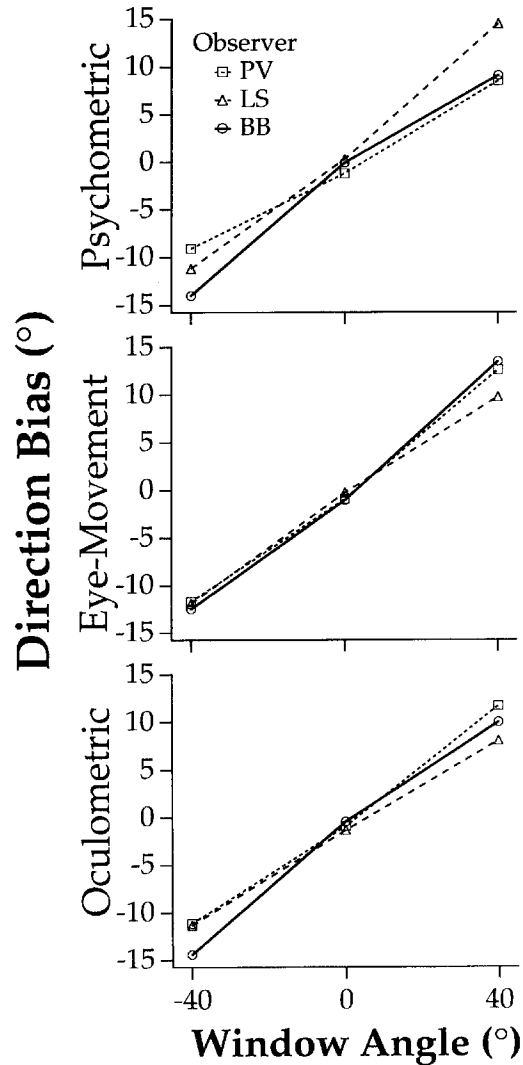 Direction Bias (°)
Psychometric
15
10
5
0
-5
-10
-15
Observer
PV
LS
BB
Eye-Movement
15
10
5
0
-5
-10
-15
Oculometric
15
10
5
0
-5
-10
-15
-40 0 40
Window Angle (°)